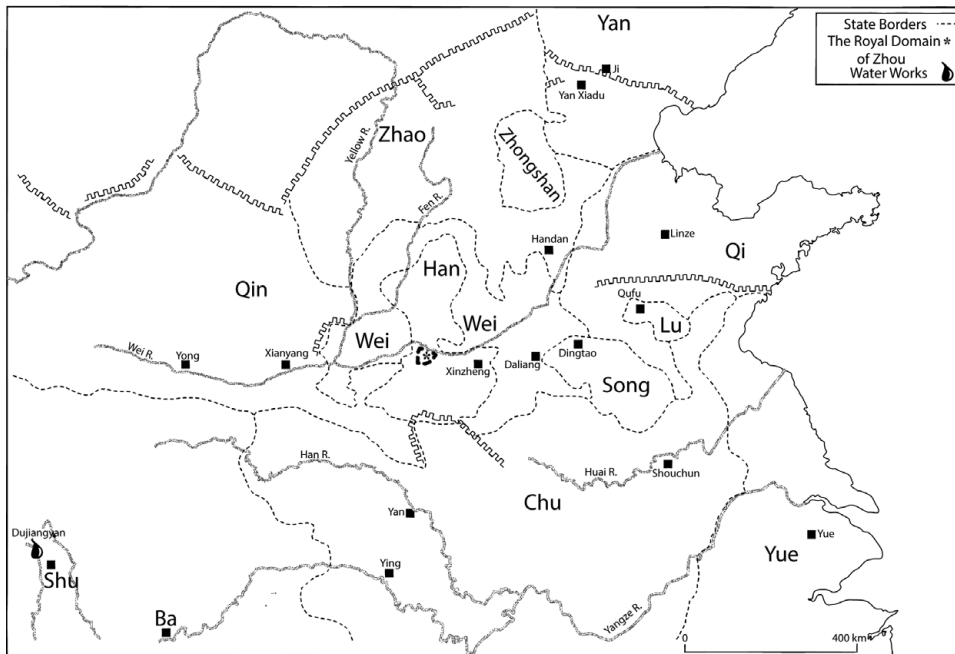 Yan
State Borders
The Royal Domain *
of Zhou
Water Works
Ji
Yan Xiadu
Zhao
Yellow R.
Zhongshan
Fen R.
Linze
Handan
Qi
Han
Qin
Qufu
Lu
Wei
Wei
Wei R.
Yong
Xianyang
*
Xinzheng
Daliang
Dingtao
Song
Han R.
Huai R.
Shouchun
Chu
Yan
Dujiangyan
Yue
Yue
Ying
Shu
Ba
Yangze R.
0
400 km